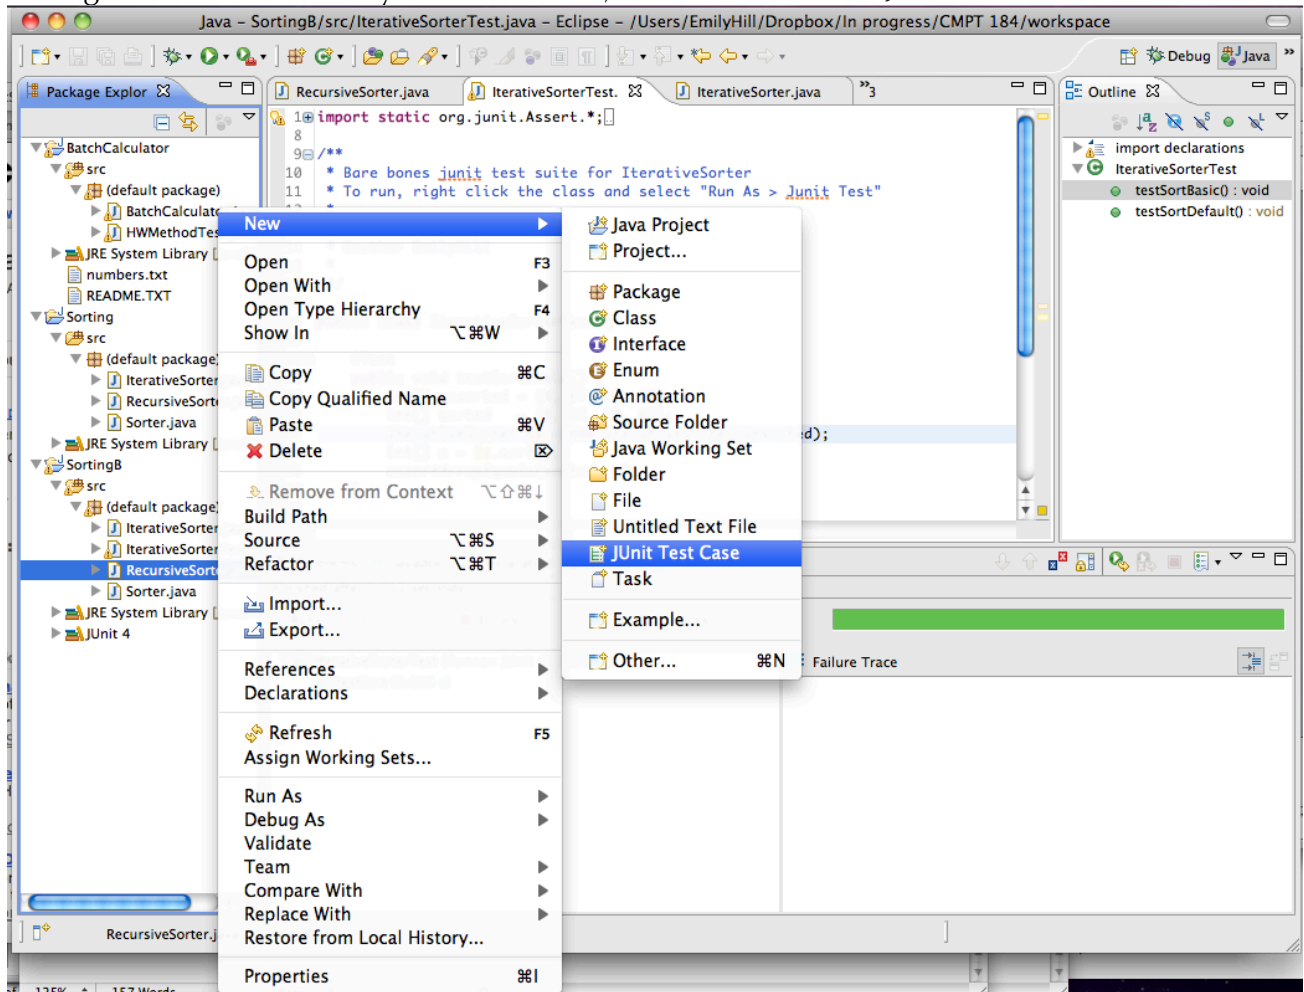 Java – SortingB/src/IterativeSorterTest.java – Eclipse – /Users/EmilyHill/Dropbox/In progress/CMPT 184/workspace
Debug Java »
Package Explor
RecursiveSorter.java IterativeSorterTest. IterativeSorter.java »3
Outline
BatchCalculator
src
(default package)
BatchCalculato
HWMethodTes
JRE System Library [
numbers.txt
README.TXT
Sorting
src
(default package)
IterativeSorter
RecursiveSorte
Sorter.java
JRE System Library [
SortingB
src
(default package)
IterativeSorter
IterativeSorter
RecursiveSorte
Sorter.java
JRE System Library [
JUnit 4
1 import static org.junit.Assert.*;
8
9 /**
10 * Bare bones junit test suite for IterativeSorter
11 * To run, right click the class and select "Run As > Junit Test"
d);
import declarations
IterativeSorterTest
testSortBasic() : void
testSortDefault() : void
New
Open F3
Open With
Open Type Hierarchy F4
Show In ⌥⌘W
Copy ⌘C
Copy Qualified Name
Paste ⌘V
Delete ⌦
Remove from Context ⌥⇧⌘↓
Build Path
Source ⌥⌘S
Refactor ⌥⌘T
Import...
Export...
References
Declarations
Refresh F5
Assign Working Sets...
Run As
Debug As
Validate
Team
Compare With
Replace With
Restore from Local History...
Properties ⌘I
Java Project
Project...
Package
Class
Interface
Enum
Annotation
Source Folder
Java Working Set
Folder
File
Untitled Text File
JUnit Test Case
Task
Example...
Other... ⌘N
Failure Trace
RecursiveSorter.j
125% 157 Words